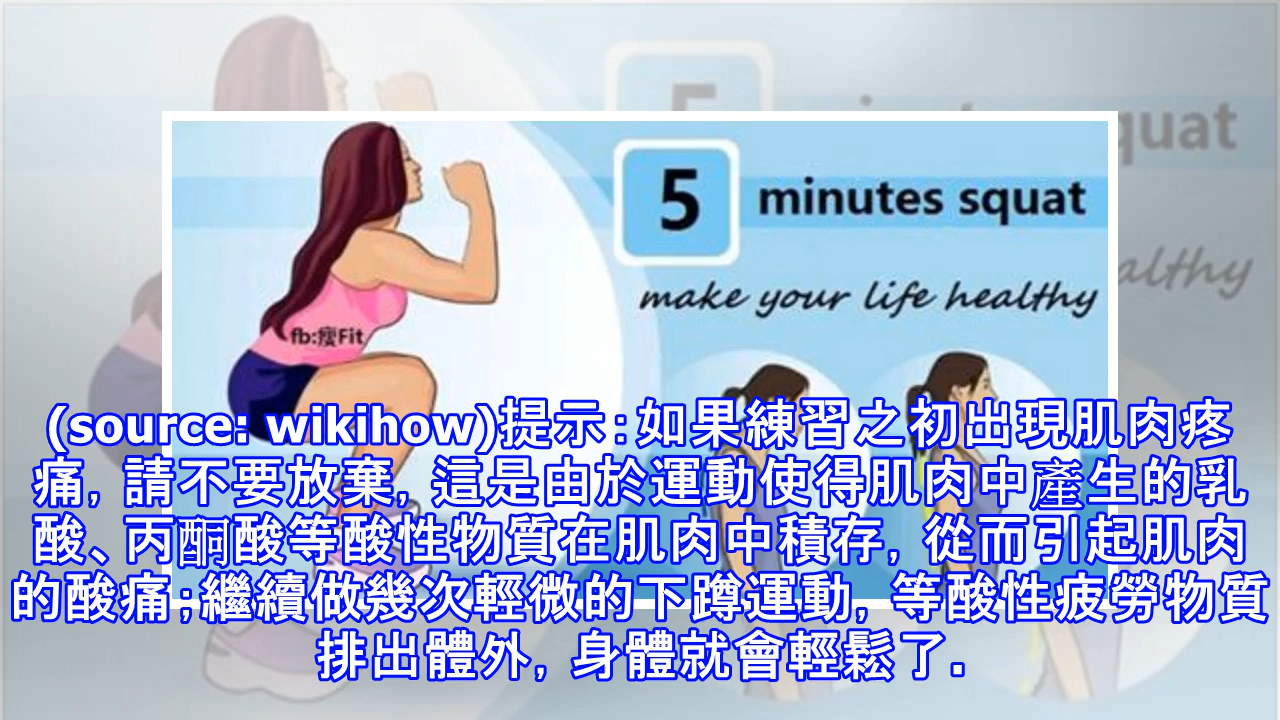 5 minutes squat
make your life healthy
fb:瘦Fit
(source: wikihow)提示:如果練習之初出現肌肉疼
痛, 請不要放棄, 這是由於運動使得肌肉中產生的乳
酸、丙酮酸等酸性物質在肌肉中積存, 從而引起肌肉
的酸痛;繼續做幾次輕微的下蹲運動, 等酸性疲勞物質
排出體外, 身體就會輕鬆了.